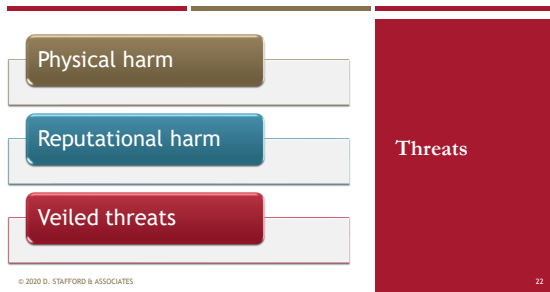 Physical harm
Reputational harm
Veiled threats
Threats
© 2020 D. STAFFORD & ASSOCIATES
22